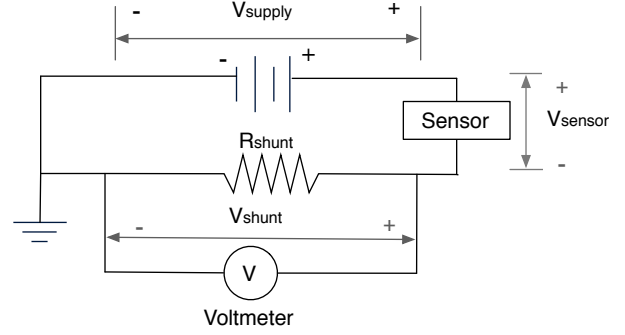 - Vsupply +
- +
Sensor
+
Vsensor
-
Rshunt
Vshunt
- +
V
Voltmeter